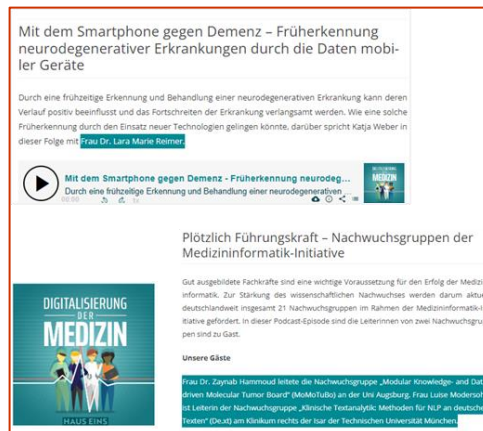 Mit dem Smartphone gegen Demenz – Früherkennung
neurodegenerativer Erkrankungen durch die Daten mobi-
ler Geräte
Durch eine frühzeitige Erkennung und Behandlung einer neurodegenerativen Erkrankung kann deren
Verlauf positiv beeinflusst und das Fortschreiten der Erkrankung verlangsamt werden. Wie eine solche
Früherkennung durch den Einsatz neuer Technologien gelingen könnte, darüber spricht Katja Weber in
dieser Folge mit Frau Dr. Lara Marie Reimer.
Mit dem Smartphone gegen Demenz - Früherkennung neurodeg...
Durch eine frühzeitige Erkennung und Behandlung einer neurodegenerativen ...
00:00
MEDIZIN
Plötzlich Führungskraft – Nachwuchsgruppen der
Medizininformatik-Initiative
Gut ausgebildete Fachkräfte sind eine wichtige Voraussetzung für den Erfolg der Medizi
informatik. Zur Stärkung des wissenschaftlichen Nachwuchses werden darum aktue
deutschlandweit insgesamt 21 Nachwuchsgruppen im Rahmen der Medizininformatik-I
itiative gefördert. In dieser Podcast-Episode sind die Leiterinnen von zwei Nachwuchsgru
pen sind zu Gast.
Unsere Gäste
Frau Dr. Zaynab Hammoud leitete die Nachwuchsgruppe „Modular Knowledge- and Dat
driven Molecular Tumor Board“ (MoMoTuBo) an der Uni Augsburg. Frau Luise Modersoh
ist Leiterin der Nachwuchsgruppe „Klinische Textanalytic Methoden für NLP an deutsche
Texten“ (De.xt) am Klinikum rechts der Isar der Technischen Universität München.
DIGITALISIERUNG
DER
MEDIZIN
HAUS EINS